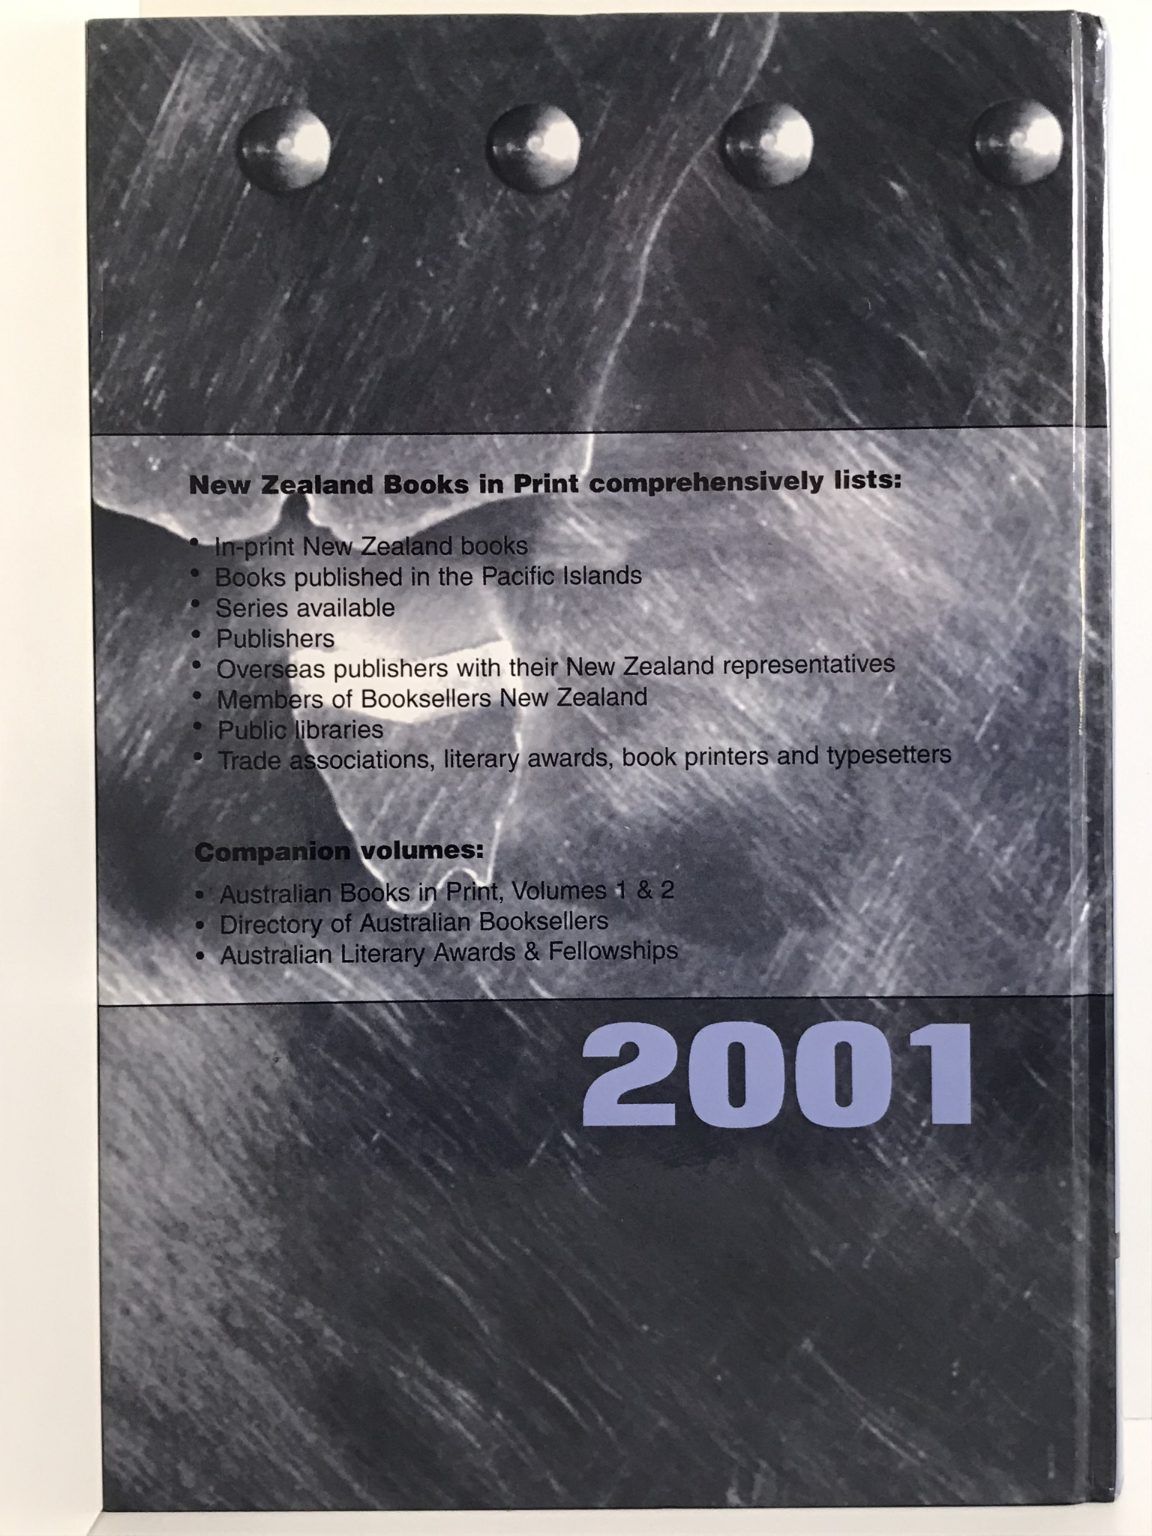 New Zealand Books in Print comprehensively lists:
• In-print New Zealand books
• Books published in the Pacific Islands
• Series available
• Publishers
• Overseas publishers with their New Zealand representatives
• Members of Booksellers New Zealand
• Public libraries
• Trade associations, literary awards, book printers and typesetters
Companion volumes:
• Australian Books in Print, Volumes 1 & 2
• Directory of Australian Booksellers
• Australian Literary Awards & Fellowships
2001